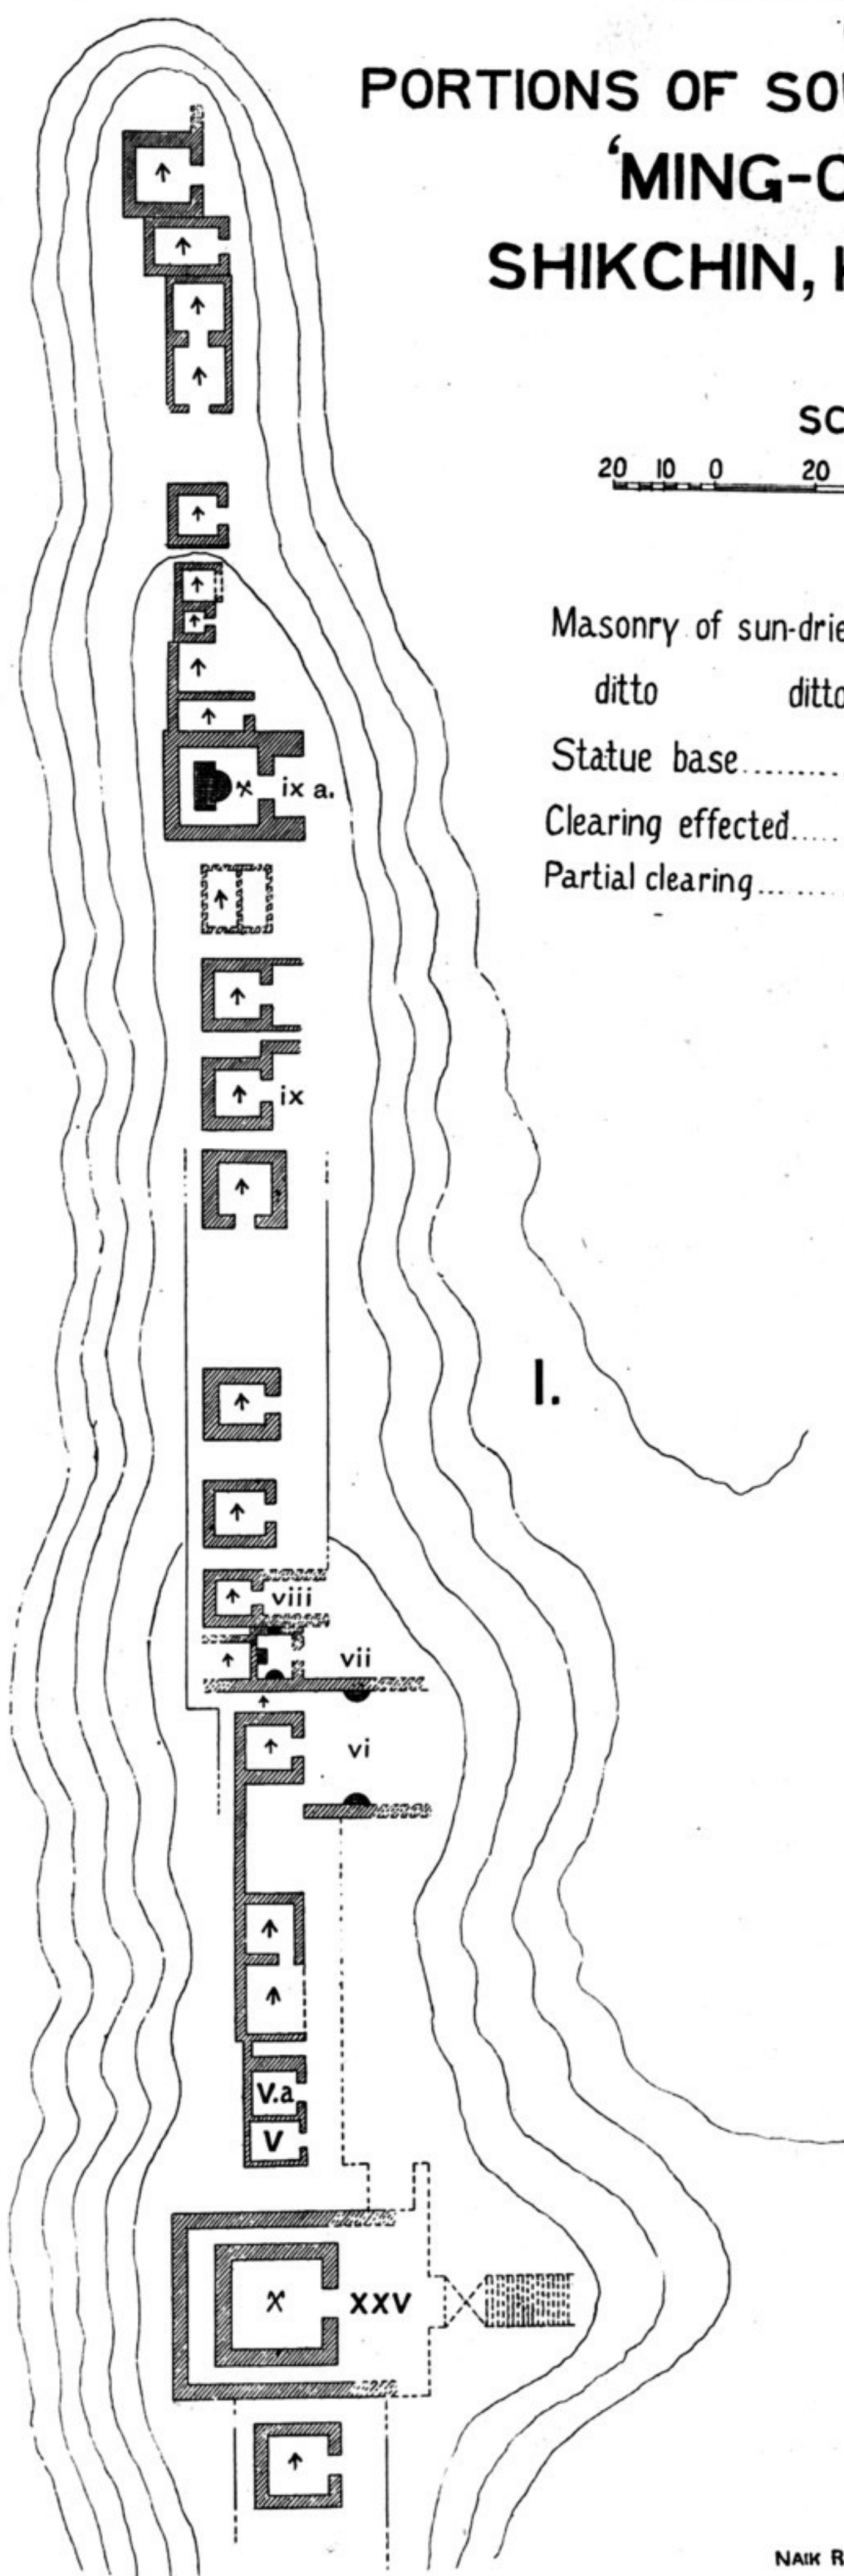 PORTIONS OF SOU
'MING-O
SHIKCHIN, K
SC
20 10 0 20
Masonry of sun-drie
ditto ditto
Statue base
Clearing effected
Partial clearing
ix a.
ix
I.
viii
vii
vi
V.a
V
XXV
NAIK R